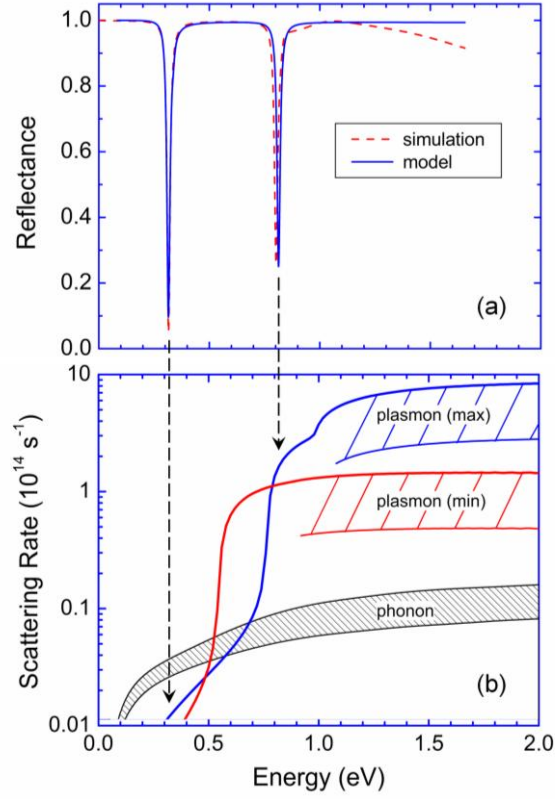 1.0
0.8
0.6
0.4
0.2
0.0
Reflectance
simulation
model
(a)
10
1
0.1
0.01
Scattering Rate (10¹⁴ s⁻¹)
plasmon (max)
plasmon (min)
phonon
(b)
0.0 0.5 1.0 1.5 2.0
Energy (eV)